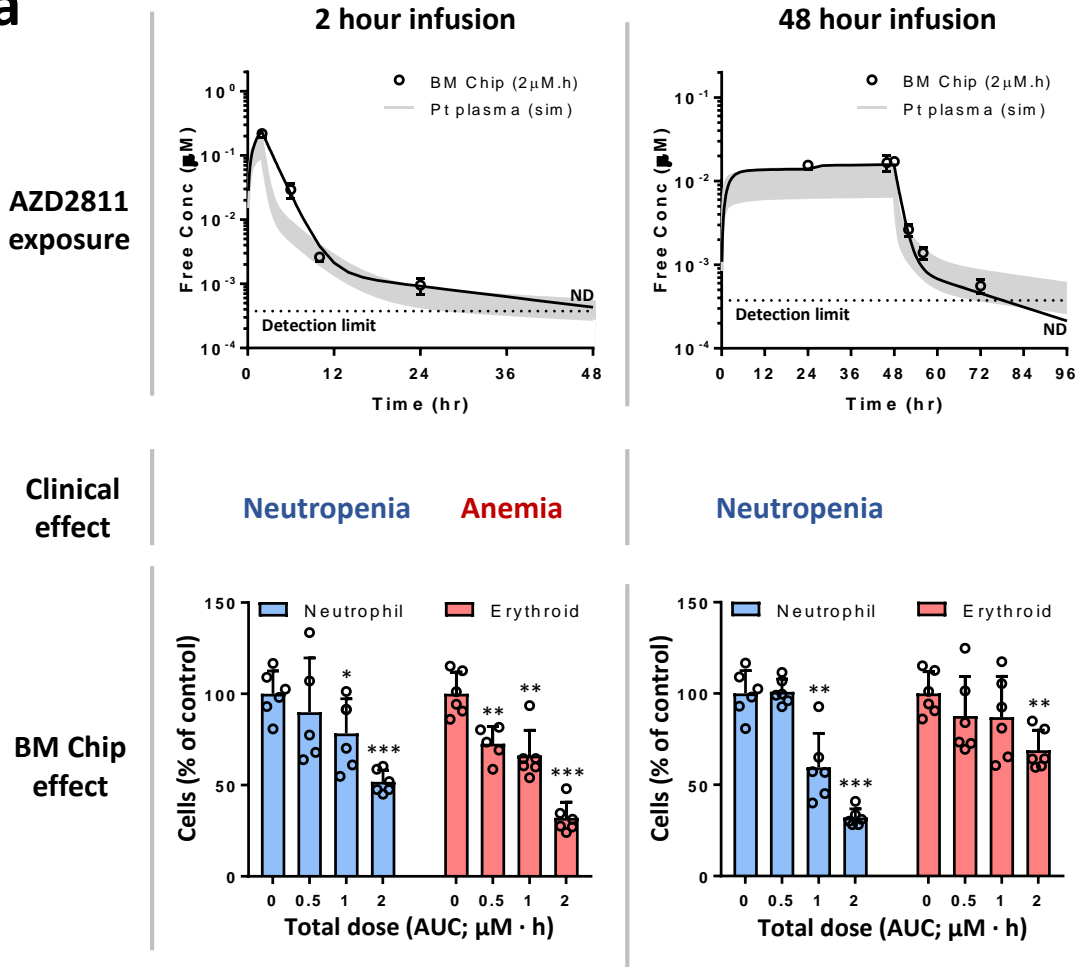 a
2 hour infusion
48 hour infusion
AZD2811
exposure
BM Chip (2µM.h)
Pt plasma (sim)
Free Conc (µM)
10^0
10^-1
10^-2
10^-3
10^-4
ND
Detection limit
0 12 24 36 48
Time (hr)
BM Chip (2µM.h)
Pt plasma (sim)
Free Conc (µM)
10^-1
10^-2
10^-3
10^-4
Detection limit
ND
0 12 24 36 48 60 72 84 96
Time (hr)
Clinical
effect
Neutropenia
Anemia
Neutropenia
BM Chip
effect
Cells (% of control)
150
100
50
0
Neutrophil
Erythroid
*
***
**
**
***
0 0.5 1 2 0 0.5 1 2
Total dose (AUC; µM · h)
Cells (% of control)
150
100
50
0
Neutrophil
Erythroid
**
***
**
0 0.5 1 2 0 0.5 1 2
Total dose (AUC; µM · h)